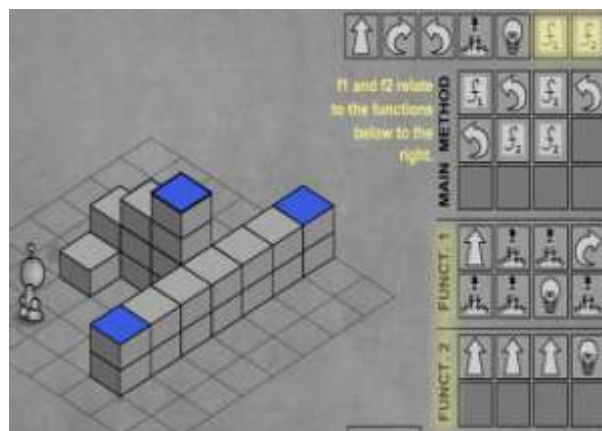 f1 and f2 relate
to the functions
below to the
right.
MAIN METHOD
FUNCT. 1
FUNCT. 2